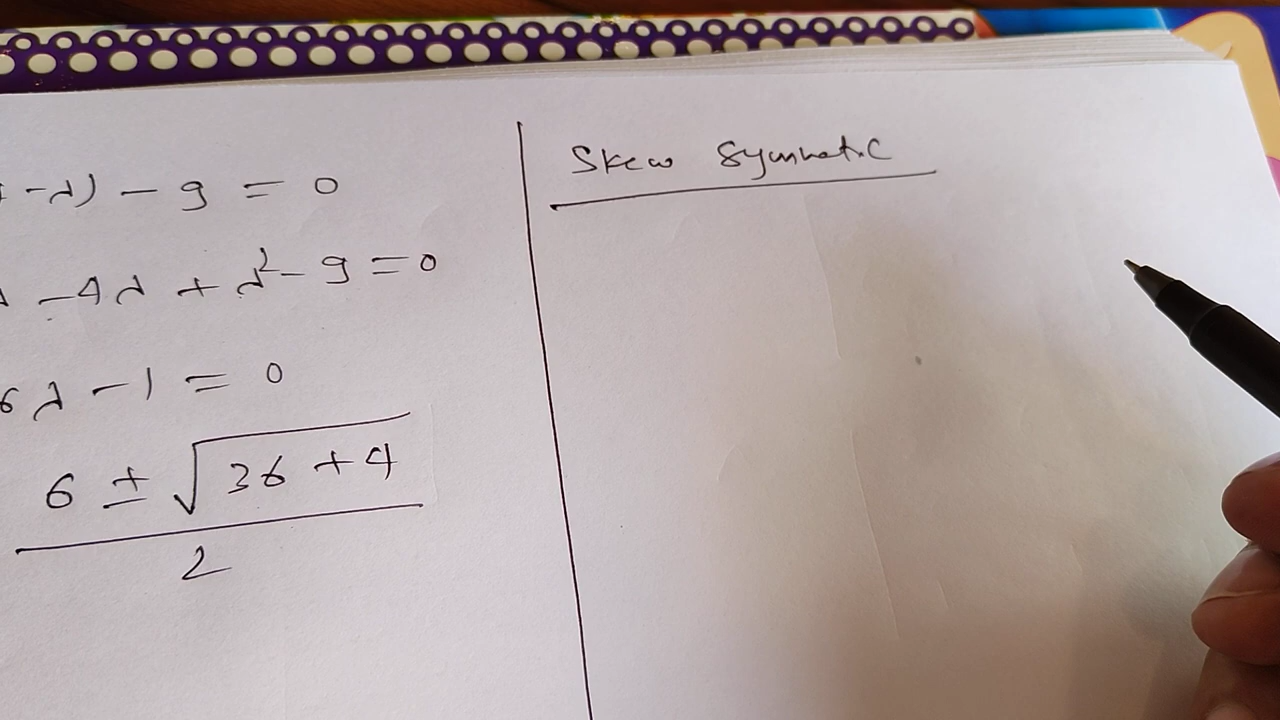 -λ) - 9 = 0
- 4λ + λ² - 9 = 0
6λ - 1 = 0
6 ± √36 + 4
2
Skew Symmetric